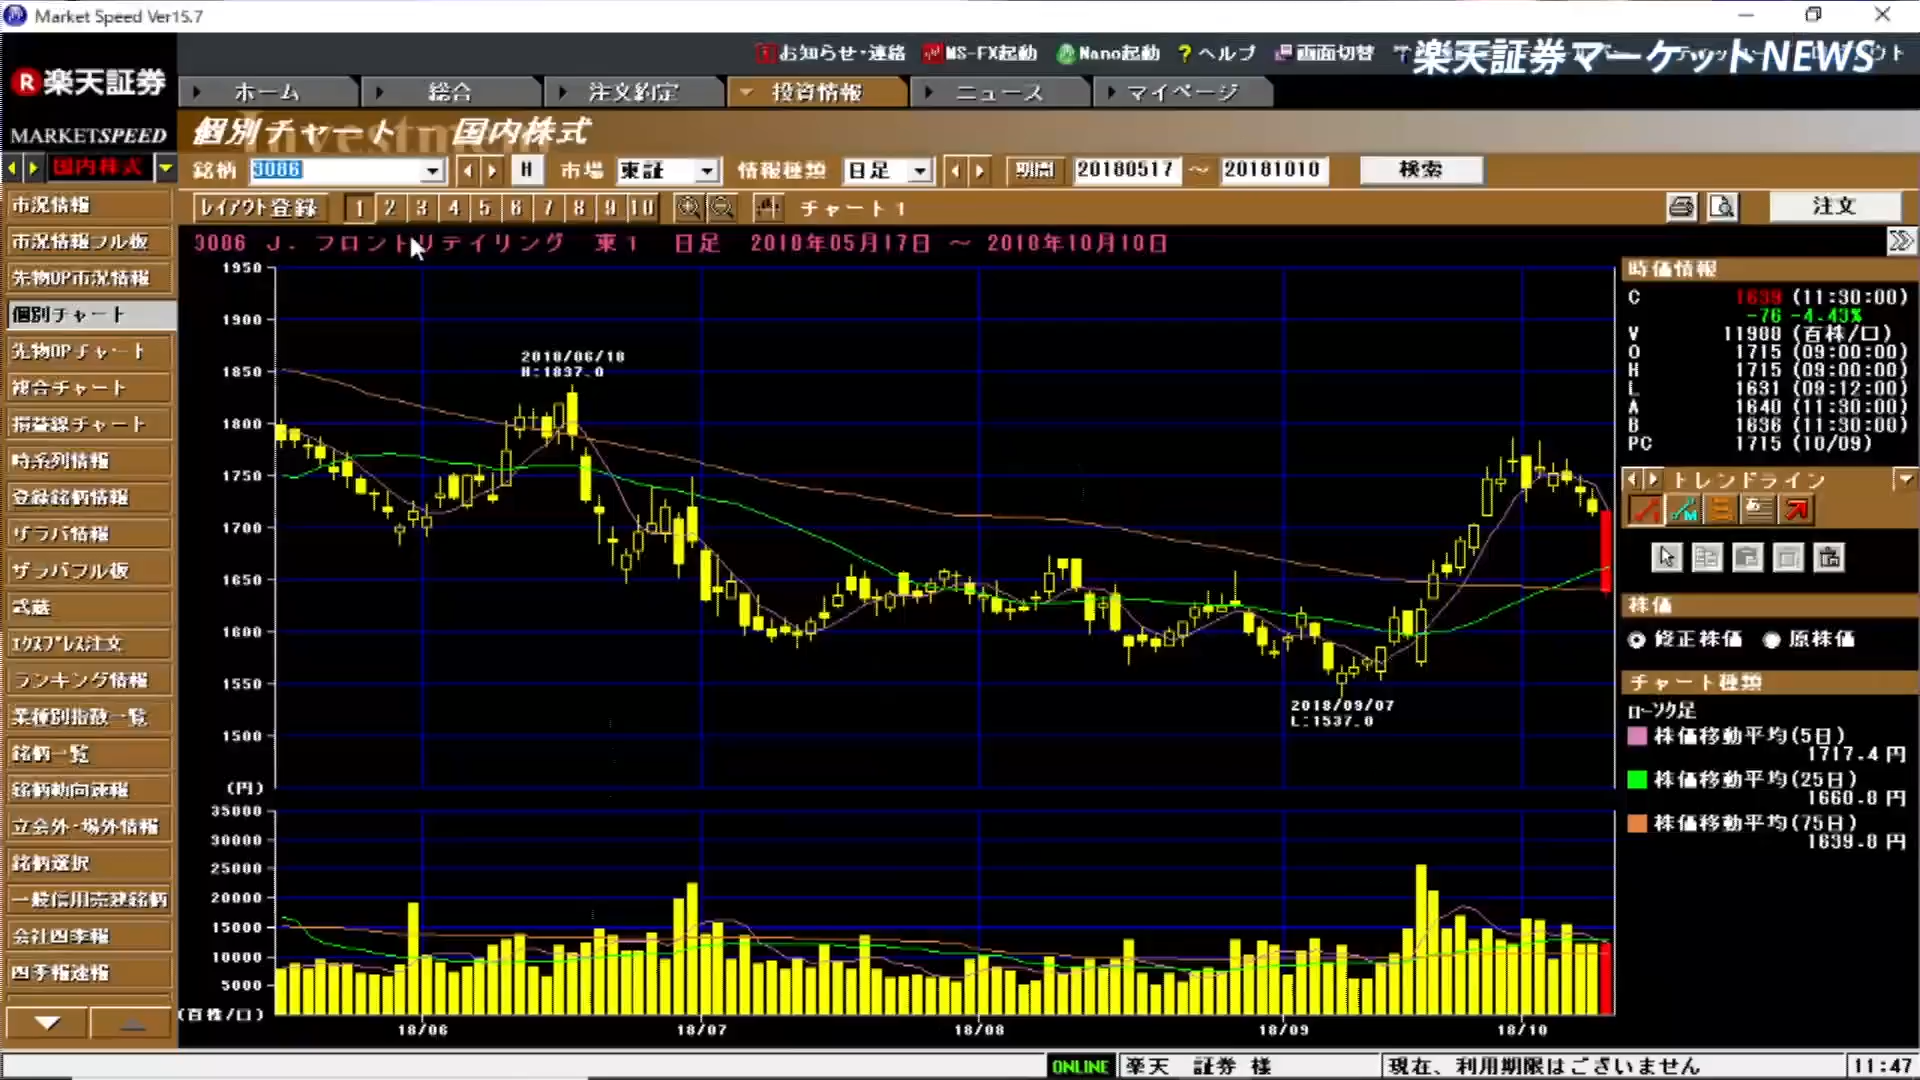 Market Speed Ver15.7
お知らせ・連絡 MS-FX起動 Nano起動 ? ヘルプ 画面切替
楽天証券マーケットNEWS
R楽天証券
MARKETSPEED
ホーム 総合 注文約定 投資情報 ニュース マイページ
個別チャート － 国内株式
国内株式
銘柄 3086 H 市場 東証 情報種類 日足 期間 20180517 ～ 20181010 検索
レイアウト登録 1 2 3 4 5 6 7 8 9 10 チャート1 注文
3086 J．フロントリテイリング 東1 日足 2018年05月17日 ～ 2018年10月10日
市況情報
市況情報フル板
先物OP市況情報
個別チャート
先物OPチャート
複合チャート
損益線チャート
時系列情報
登録銘柄情報
ザラバ情報
ザラバフル板
武蔵
エクスプレス注文
ランキング情報
業種別指数一覧
銘柄一覧
銘柄動向速報
立会外・場外情報
銘柄選択
一般信用売建銘柄
会社四季報
四季報速報
1950
1900
1850
1800
1750
1700
1650
1600
1550
1500
(円)
2018/06/18
H:1837.0
2018/09/07
L:1537.0
35000
30000
25000
20000
15000
10000
5000
(百株/口)
18/06 18/07 18/08 18/09 18/10
時価情報
C 1639 (11:30:00)
-76 -4.43%
V 11988 (百株/口)
O 1715 (09:00:00)
H 1715 (09:00:00)
L 1631 (09:12:00)
A 1640 (11:30:00)
B 1636 (11:30:00)
PC 1715 (10/09)
トレンドライン
株価
修正株価 原株価
チャート種類
ローソク足
株価移動平均(5日)
1717.4 円
株価移動平均(25日)
1660.8 円
株価移動平均(75日)
1639.8 円
ONLINE 楽天 証券 様 現在、利用期限はございません 11:47